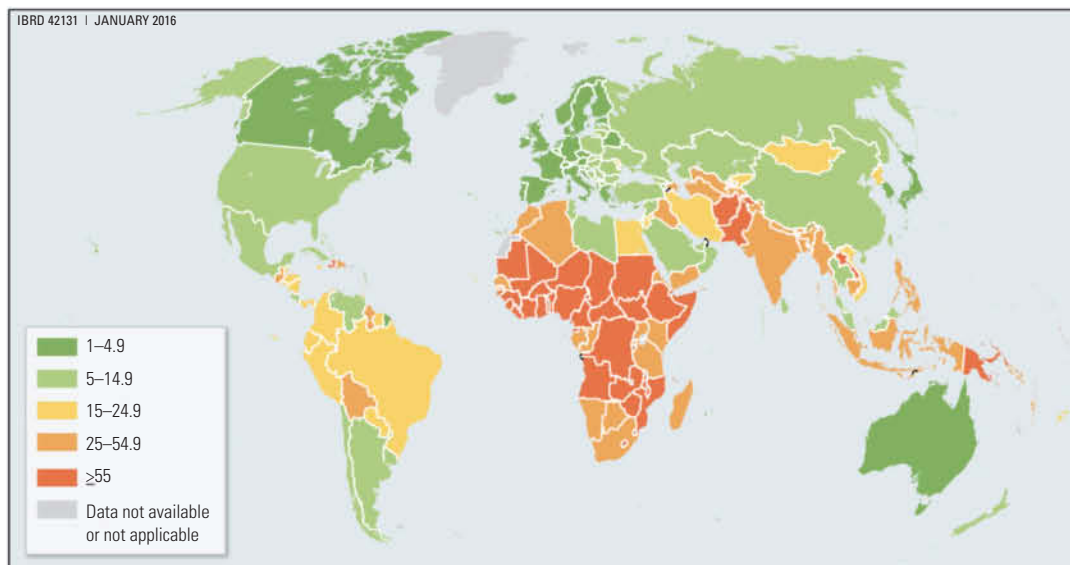 IBRD 42131 | JANUARY 2016
1–4.9
5–14.9
15–24.9
25–54.9
≥55
Data not available
or not applicable